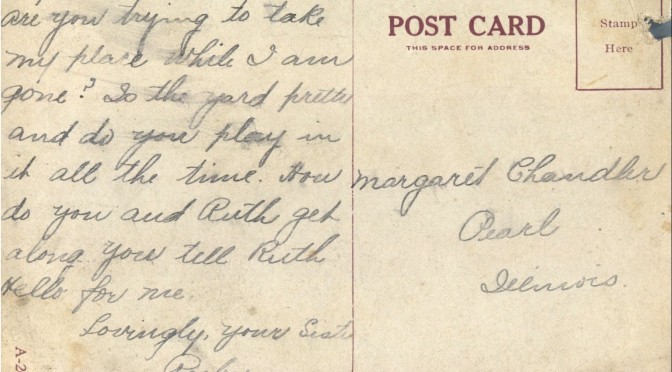 are you trying to take
my place while I am
gone? Is the yard pretty
and do you play in
it all the time. How
do you and Ruth get
along you tell Ruth
Hello for me.
Lovingly, your Sister
POST CARD
THIS SPACE FOR ADDRESS
Stamp
Here
Margaret Chandler
Pearl
Illinois.
A-2